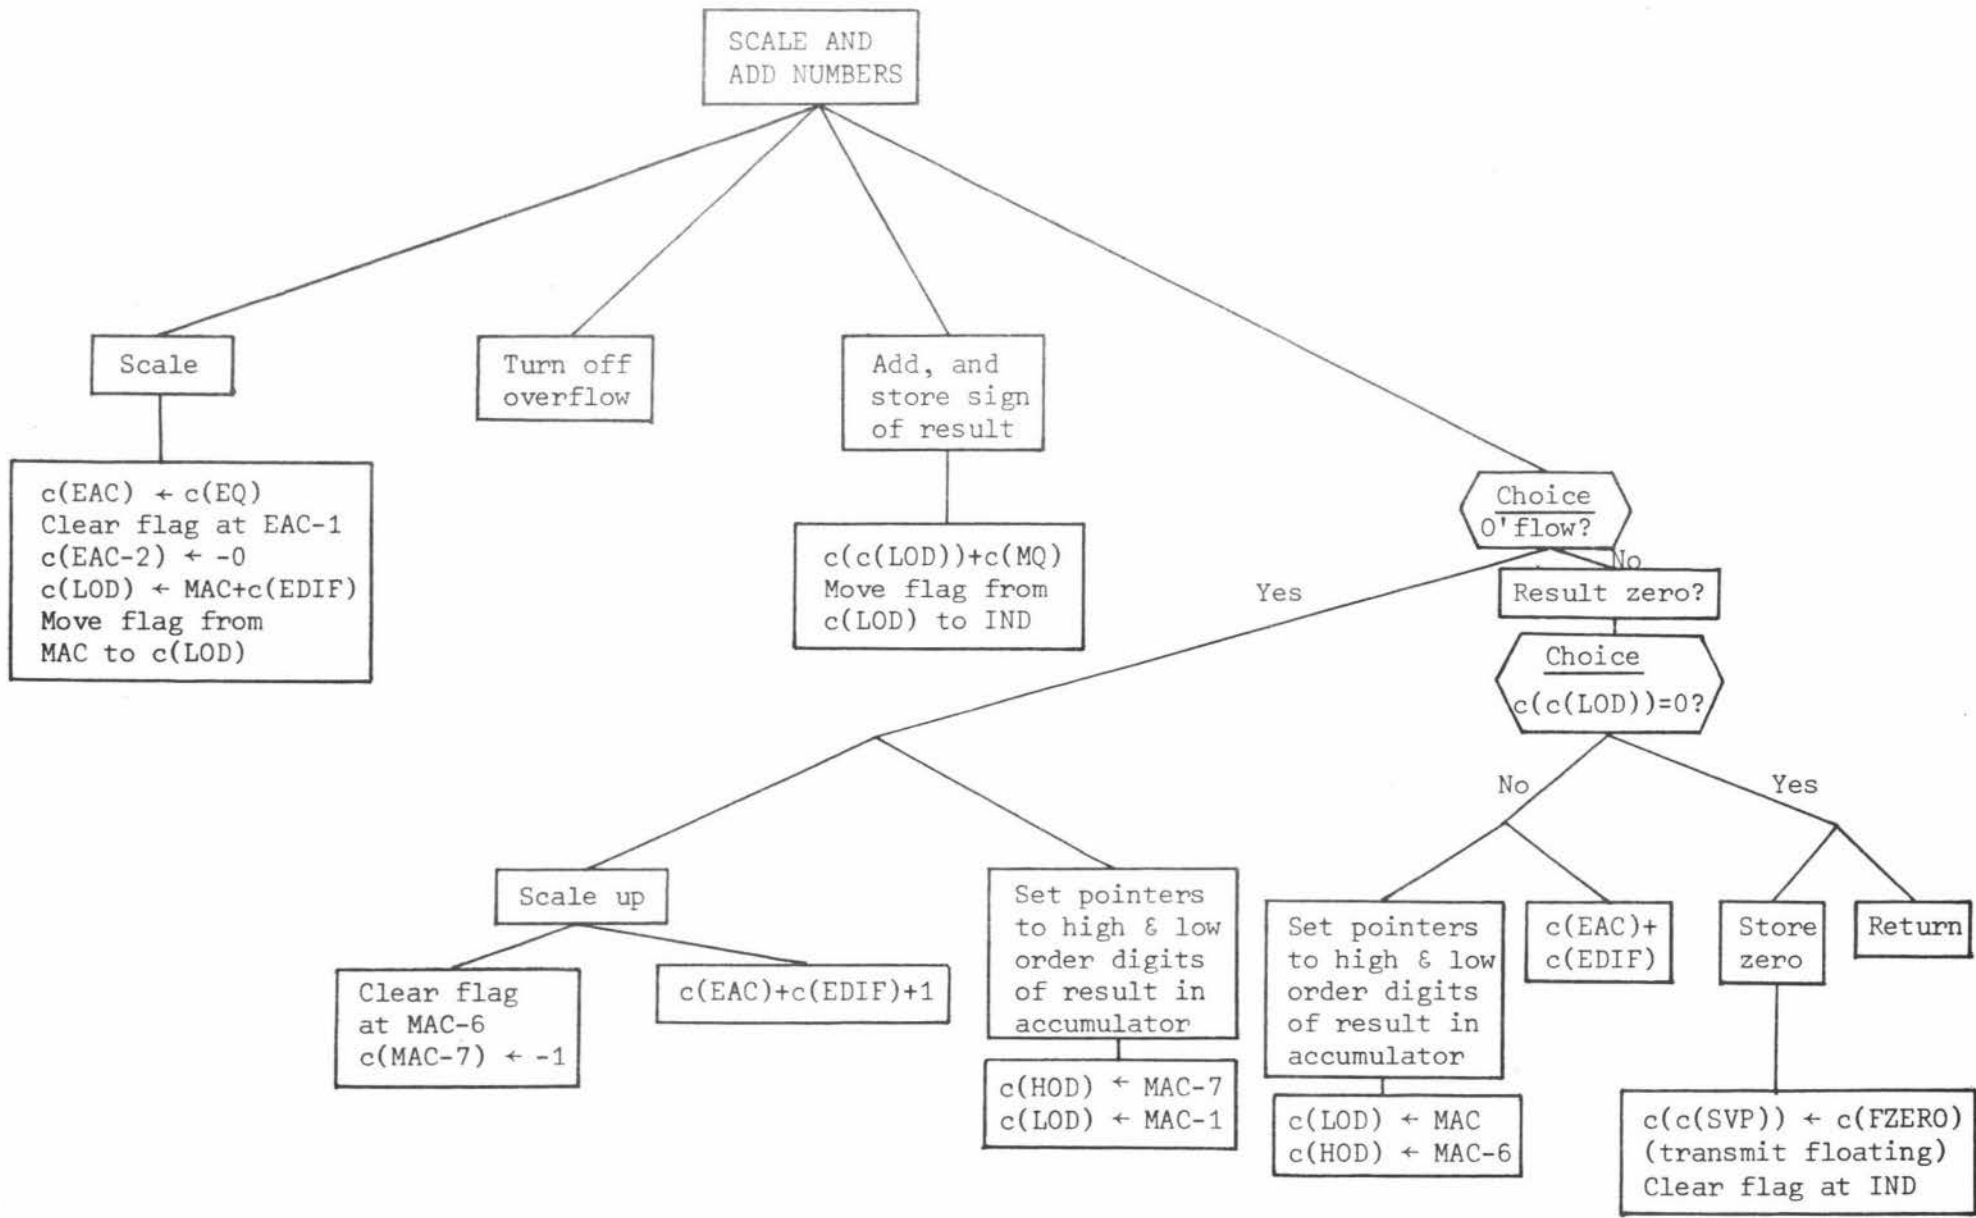 SCALE AND
ADD NUMBERS
Scale
c(EAC) ← c(EQ)
Clear flag at EAC-1
c(EAC-2) ← -0
c(LOD) ← MAC+c(EDIF)
Move flag from
MAC to c(LOD)
Turn off
overflow
Add, and
store sign
of result
c(c(LOD))+c(MQ)
Move flag from
c(LOD) to IND
Choice
O'flow?
Yes
No
Result zero?
Choice
c(c(LOD))=0?
No
Yes
Scale up
Clear flag
at MAC-6
c(MAC-7) ← -1
c(EAC)+c(EDIF)+1
Set pointers
to high & low
order digits
of result in
accumulator
c(HOD) ← MAC-7
c(LOD) ← MAC-1
Set pointers
to high & low
order digits
of result in
accumulator
c(LOD) ← MAC
c(HOD) ← MAC-6
c(EAC)+
c(EDIF)
Store
zero
c(c(SVP)) ← c(FZERO)
(transmit floating)
Clear flag at IND
Return